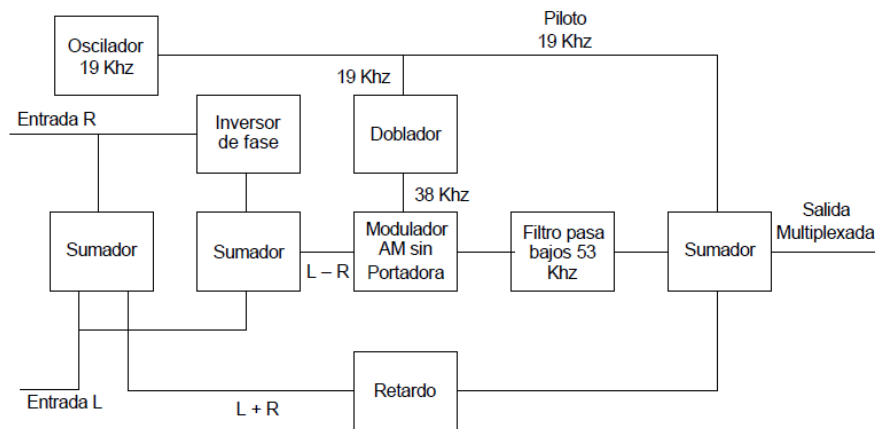 Piloto
19 Khz
Oscilador
19 Khz
19 Khz
Entrada R
Inversor
de fase
Doblador
38 Khz
Sumador
Sumador
L – R
Modulador
AM sin
Portadora
Filtro pasa
bajos 53
Khz
Sumador
Salida
Multiplexada
Entrada L
L + R
Retardo